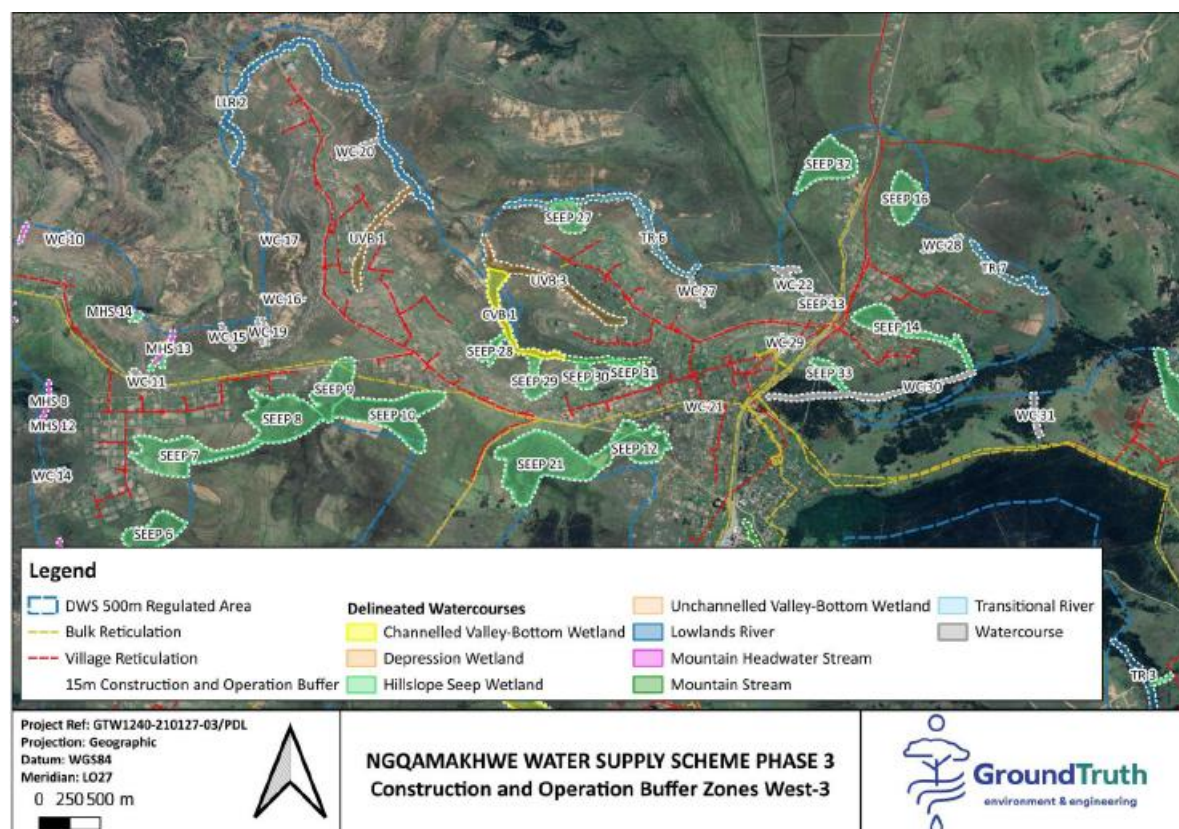 LLR 2
WC 20
SEEP 32
SEEP 16
SEEP 27
WC 10
WC 17
UVB 1
TR 6
WC 28
TR 7
UVB 3
WC 16
WC 27
WC 22
SEEP 13
MHS 14
CVB 1
SEEP 14
WC 15
WC 19
MHS 13
SEEP 28
WC 29
WC 11
SEEP 29
SEEP 30
SEEP 31
SEEP 33
WC 30
MHS 8
SEEP 9
SEEP 8
SEEP 10
WC 21
WC 31
MHS 12
SEEP 12
SEEP 7
SEEP 21
WC 14
SEEP 6
TR 3
Legend
DWS 500m Regulated Area
Bulk Reticulation
Village Reticulation
15m Construction and Operation Buffer
Delineated Watercourses
Channelled Valley-Bottom Wetland
Depression Wetland
Hillslope Seep Wetland
Unchannelled Valley-Bottom Wetland
Lowlands River
Mountain Headwater Stream
Mountain Stream
Transitional River
Watercourse
Project Ref: GTW1240-210127-03/PDL
Projection: Geographic
Datum: WGS84
Meridian: LO27
0 250 500 m
NGQAMAKHWE WATER SUPPLY SCHEME PHASE 3
Construction and Operation Buffer Zones West-3
GroundTruth
environment & engineering